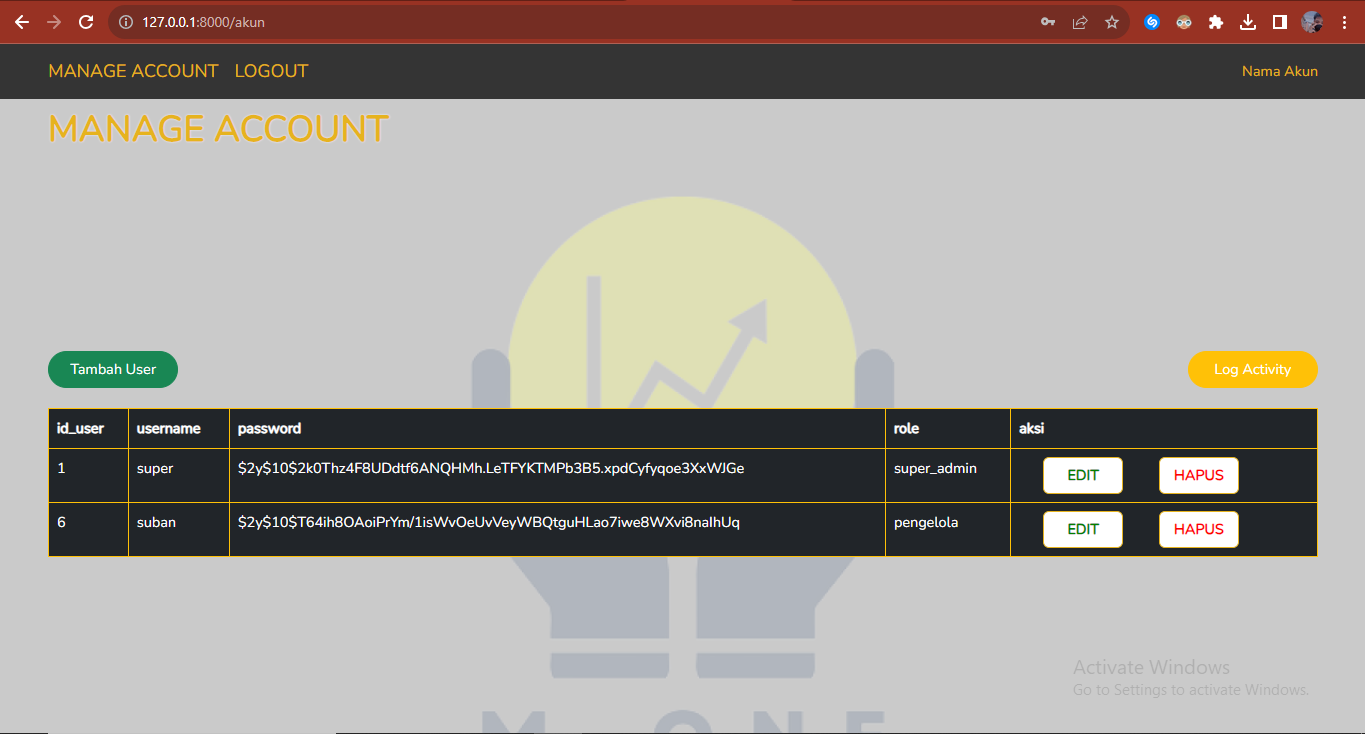 127.0.0.1:8000/akun
MANAGE ACCOUNT LOGOUT Nama Akun
MANAGE ACCOUNT
Tambah User Log Activity
id_user username password role aksi
1 super $2y$10$2k0Thz4F8UDdtf6ANQHMh.LeTFYKTMPb3B5.xpdCyfyqoe3XxWJGe super_admin EDIT HAPUS
6 suban $2y$10$T64ih8OAoiPrYm/1isWvOeUvVeyWBQtguHLao7iwe8WXvi8naIhUq pengelola EDIT HAPUS
Activate Windows
Go to Settings to activate Windows.